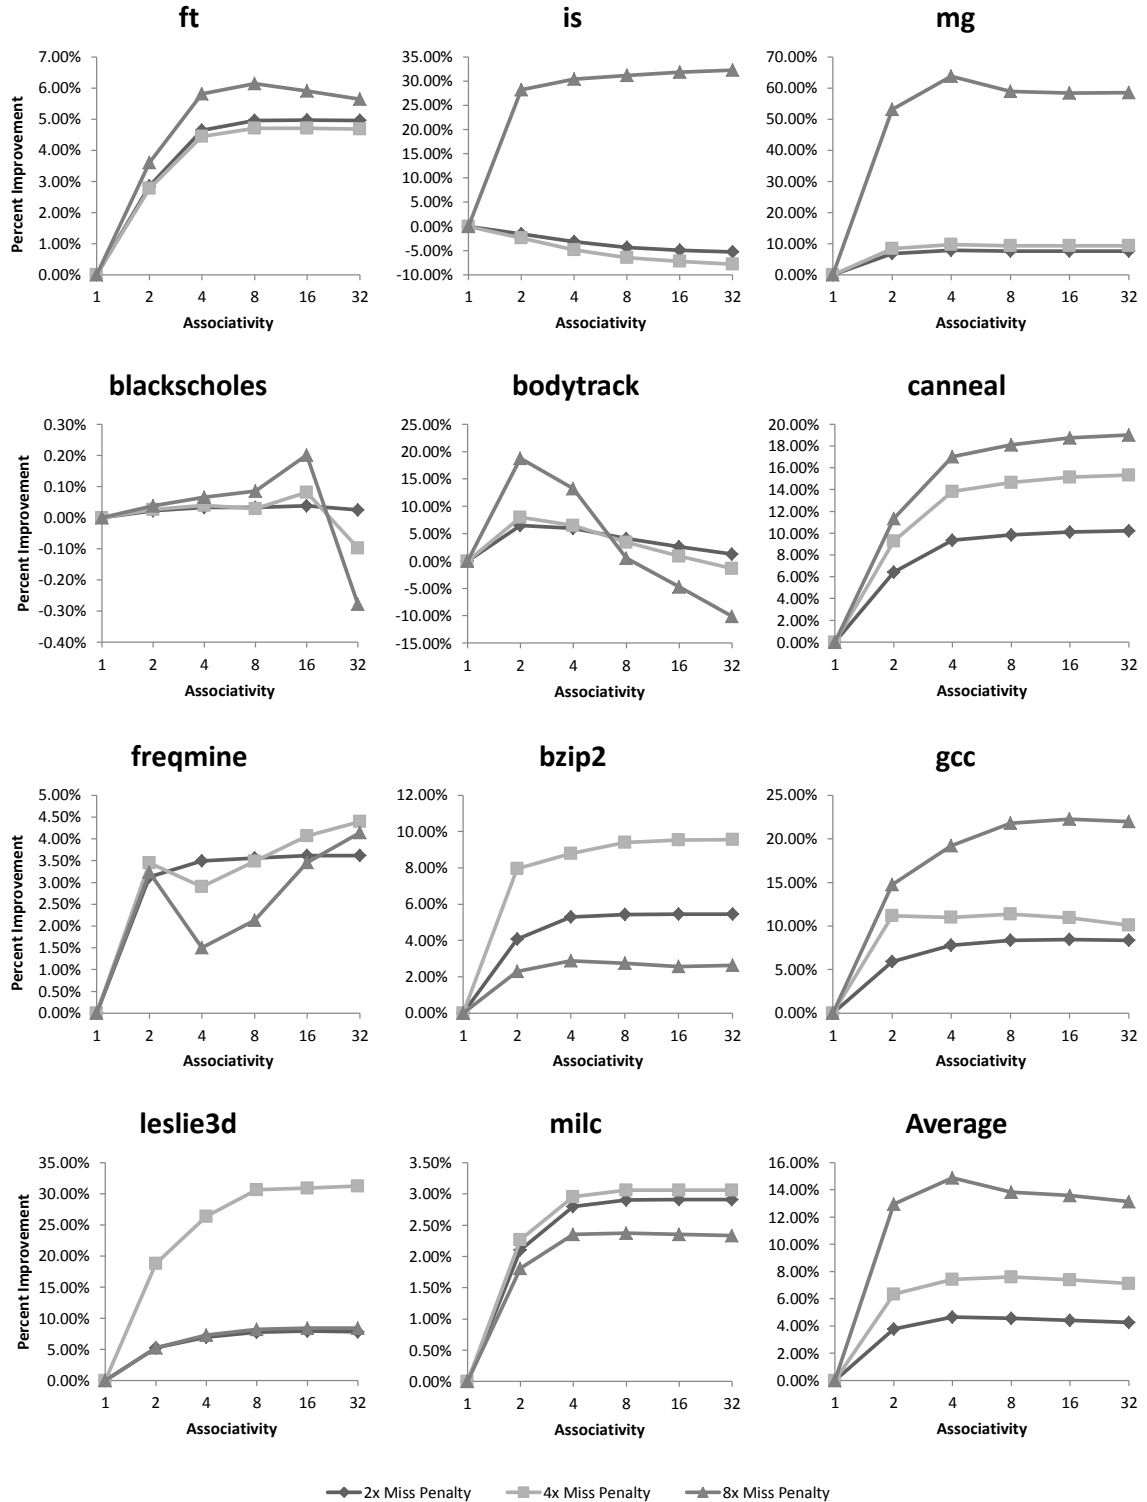 ft
7.00%
6.00%
5.00%
4.00%
3.00%
2.00%
1.00%
0.00%
Percent Improvement
1 2 4 8 16 32
Associativity
is
35.00%
30.00%
25.00%
20.00%
15.00%
10.00%
5.00%
0.00%
-5.00%
-10.00%
1 2 4 8 16 32
Associativity
mg
70.00%
60.00%
50.00%
40.00%
30.00%
20.00%
10.00%
0.00%
1 2 4 8 16 32
Associativity
blackscholes
0.30%
0.20%
0.10%
0.00%
-0.10%
-0.20%
-0.30%
-0.40%
Percent Improvement
1 2 4 8 16 32
Associativity
bodytrack
25.00%
20.00%
15.00%
10.00%
5.00%
0.00%
-5.00%
-10.00%
-15.00%
1 2 4 8 16 32
Associativity
canneal
20.00%
18.00%
16.00%
14.00%
12.00%
10.00%
8.00%
6.00%
4.00%
2.00%
0.00%
1 2 4 8 16 32
Associativity
freqmine
5.00%
4.50%
4.00%
3.50%
3.00%
2.50%
2.00%
1.50%
1.00%
0.50%
0.00%
Percent Improvement
1 2 4 8 16 32
Associativity
bzip2
12.00%
10.00%
8.00%
6.00%
4.00%
2.00%
0.00%
1 2 4 8 16 32
Associativity
gcc
25.00%
20.00%
15.00%
10.00%
5.00%
0.00%
1 2 4 8 16 32
Associativity
leslie3d
35.00%
30.00%
25.00%
20.00%
15.00%
10.00%
5.00%
0.00%
Percent Improvement
1 2 4 8 16 32
Associativity
milc
3.50%
3.00%
2.50%
2.00%
1.50%
1.00%
0.50%
0.00%
1 2 4 8 16 32
Associativity
Average
16.00%
14.00%
12.00%
10.00%
8.00%
6.00%
4.00%
2.00%
0.00%
1 2 4 8 16 32
Associativity
2x Miss Penalty 4x Miss Penalty 8x Miss Penalty